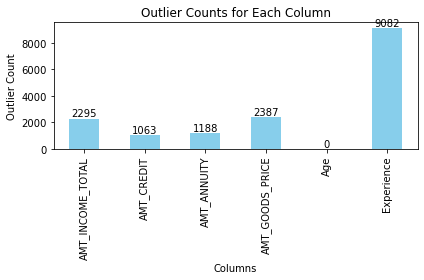 Outlier Counts for Each Column
Outlier Count
8000
6000
4000
2000
0
2295
1063
1188
2387
0
9082
AMT_INCOME_TOTAL
AMT_CREDIT
AMT_ANNUITY
AMT_GOODS_PRICE
Age
Experience
Columns